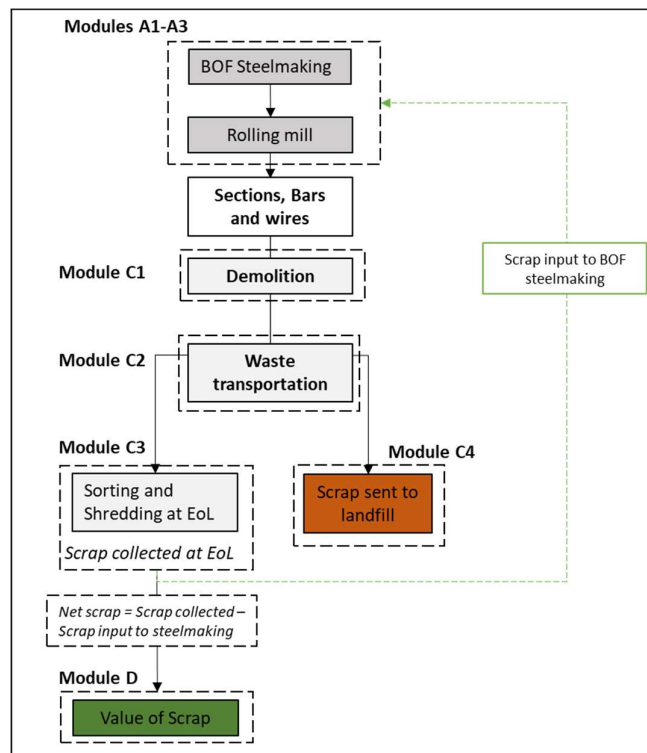 Modules A1-A3
BOF Steelmaking
Rolling mill
Sections, Bars
and wires
Scrap input to BOF
steelmaking
Module C1
Demolition
Module C2
Waste
transportation
Module C3
Module C4
Sorting and
Shredding at EoL
Scrap sent to
landfill
Scrap collected at EoL
Net scrap = Scrap collected –
Scrap input to steelmaking
Module D
Value of Scrap